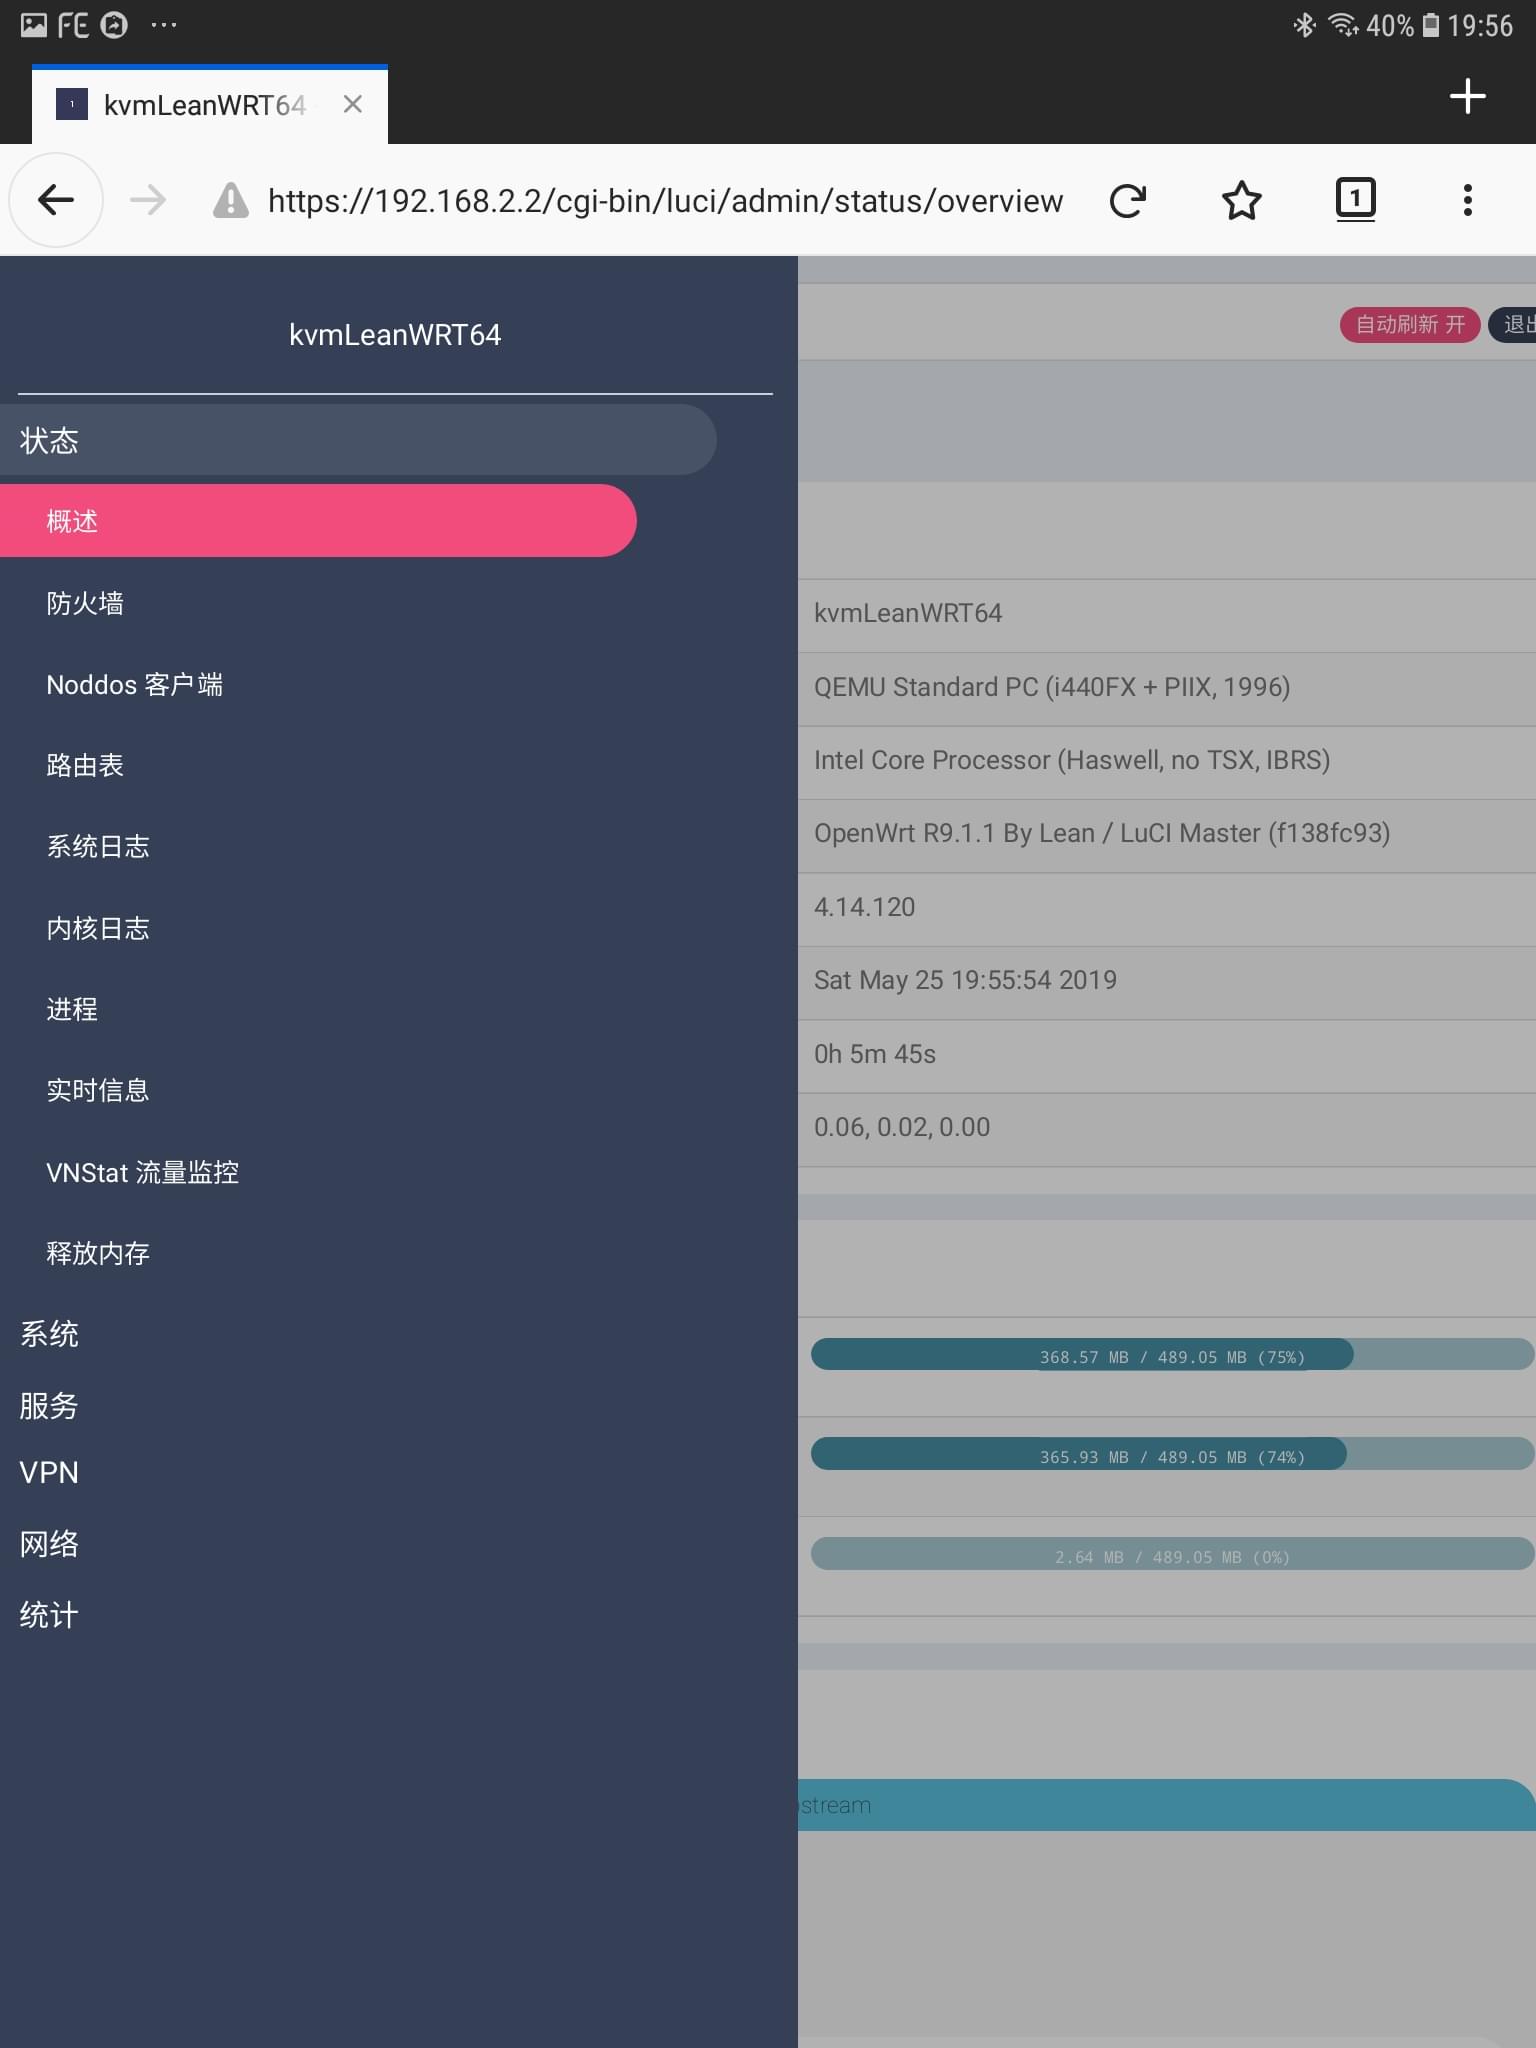 FE
40%
19:56
1
kvmLeanWRT64
https://192.168.2.2/cgi-bin/luci/admin/status/overview
1
kvmLeanWRT64
自动刷新 开
状态
概述
防火墙
Noddos 客户端
路由表
系统日志
内核日志
进程
实时信息
VNStat 流量监控
释放内存
系统
服务
VPN
网络
统计
kvmLeanWRT64
QEMU Standard PC (i440FX + PIIX, 1996)
Intel Core Processor (Haswell, no TSX, IBRS)
OpenWrt R9.1.1 By Lean / LuCI Master (f138fc93)
4.14.120
Sat May 25 19:55:54 2019
0h 5m 45s
0.06, 0.02, 0.00
368.57 MB / 489.05 MB (75%)
365.93 MB / 489.05 MB (74%)
2.64 MB / 489.05 MB (0%)
stream